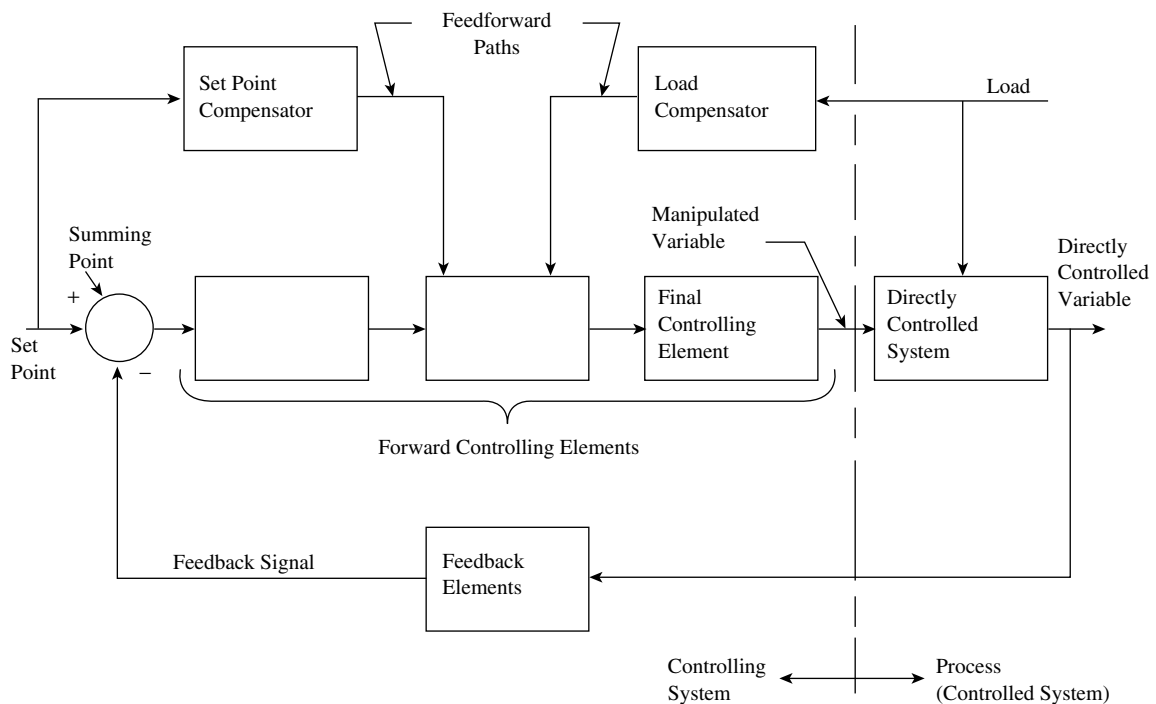 Feedforward
Paths
Set Point
Compensator
Load
Compensator
Load
Manipulated
Variable
Summing
Point
Directly
Controlled
Variable
+
Final
Controlling
Element
Directly
Controlled
System
Set
Point
−
Forward Controlling Elements
Feedback Signal
Feedback
Elements
Controlling
System
Process
(Controlled System)